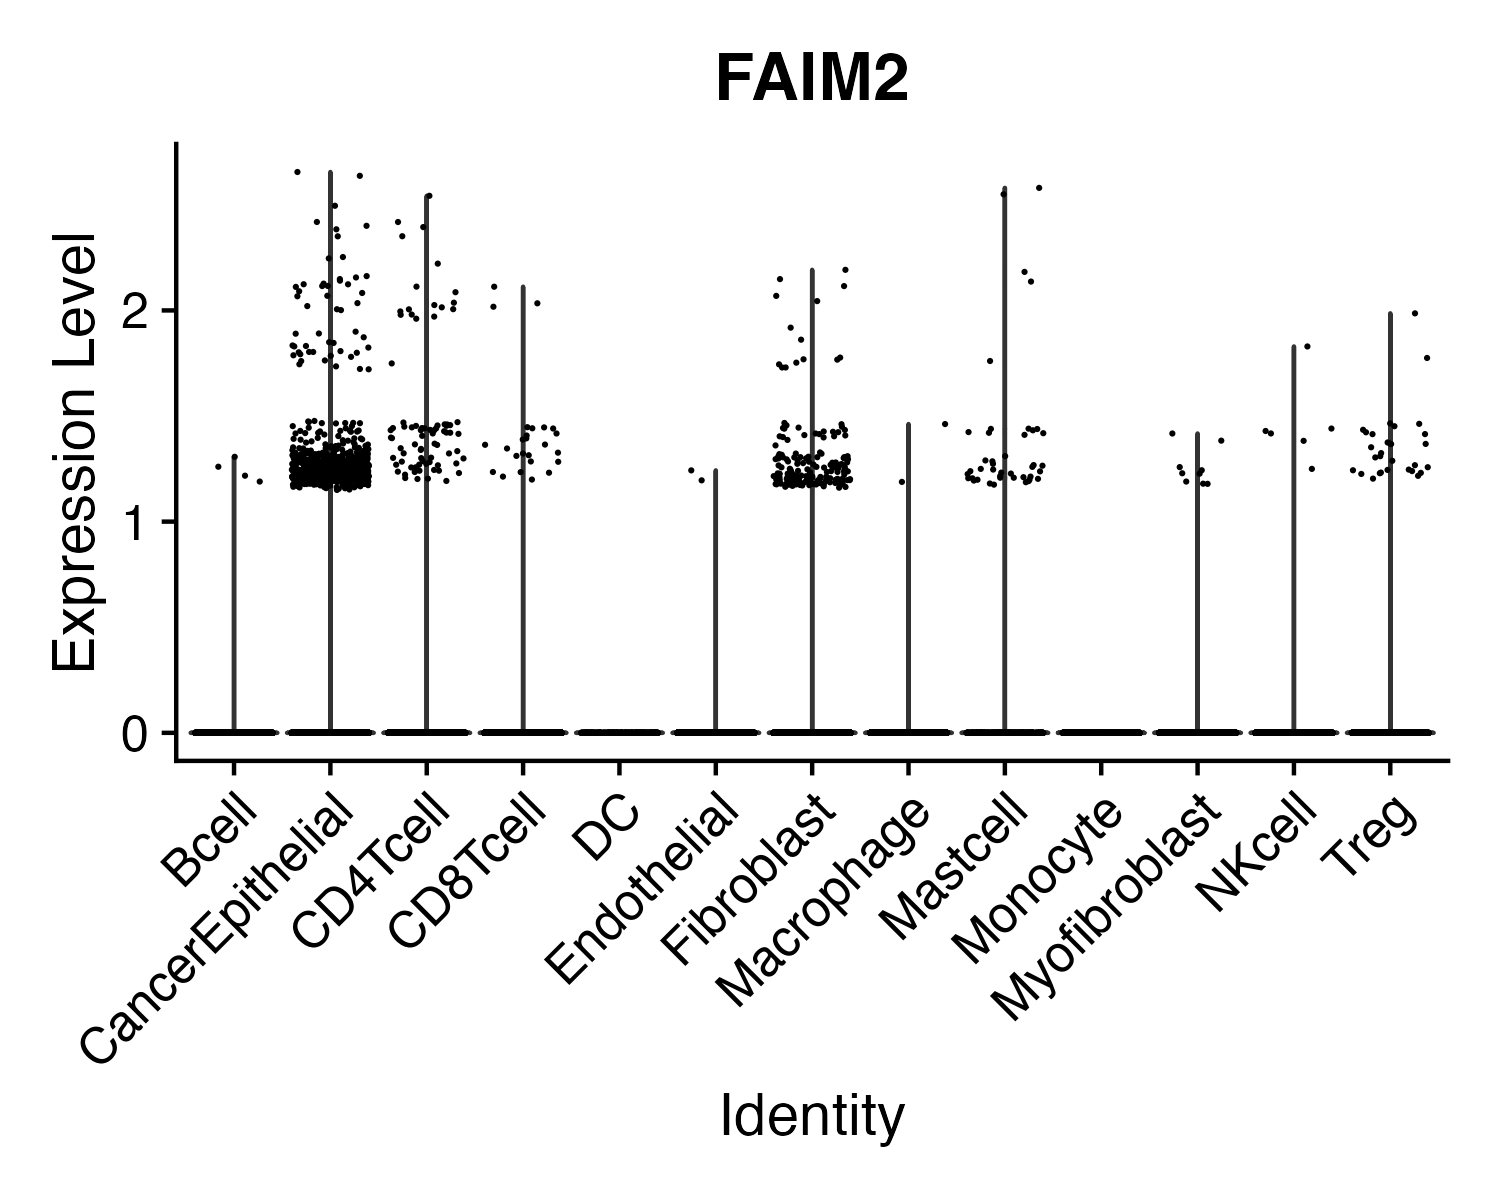 FAIM2
Expression Level
2
1
0
Bcell
CancerEpithelial
CD4Tcell
CD8Tcell
DC
Endothelial
Fibroblast
Macrophage
Mastcell
Monocyte
Myofibroblast
NKcell
Treg
Identity